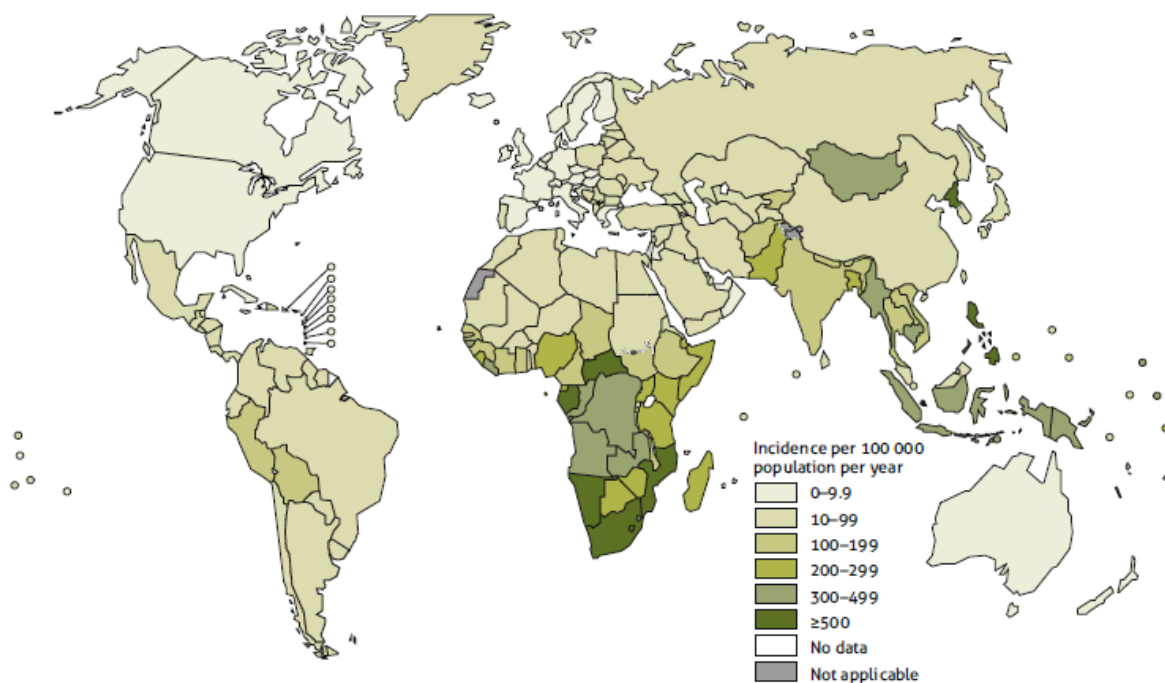 Incidence per 100 000
population per year
0–9.9
10–99
100–199
200–299
300–499
≥500
No data
Not applicable